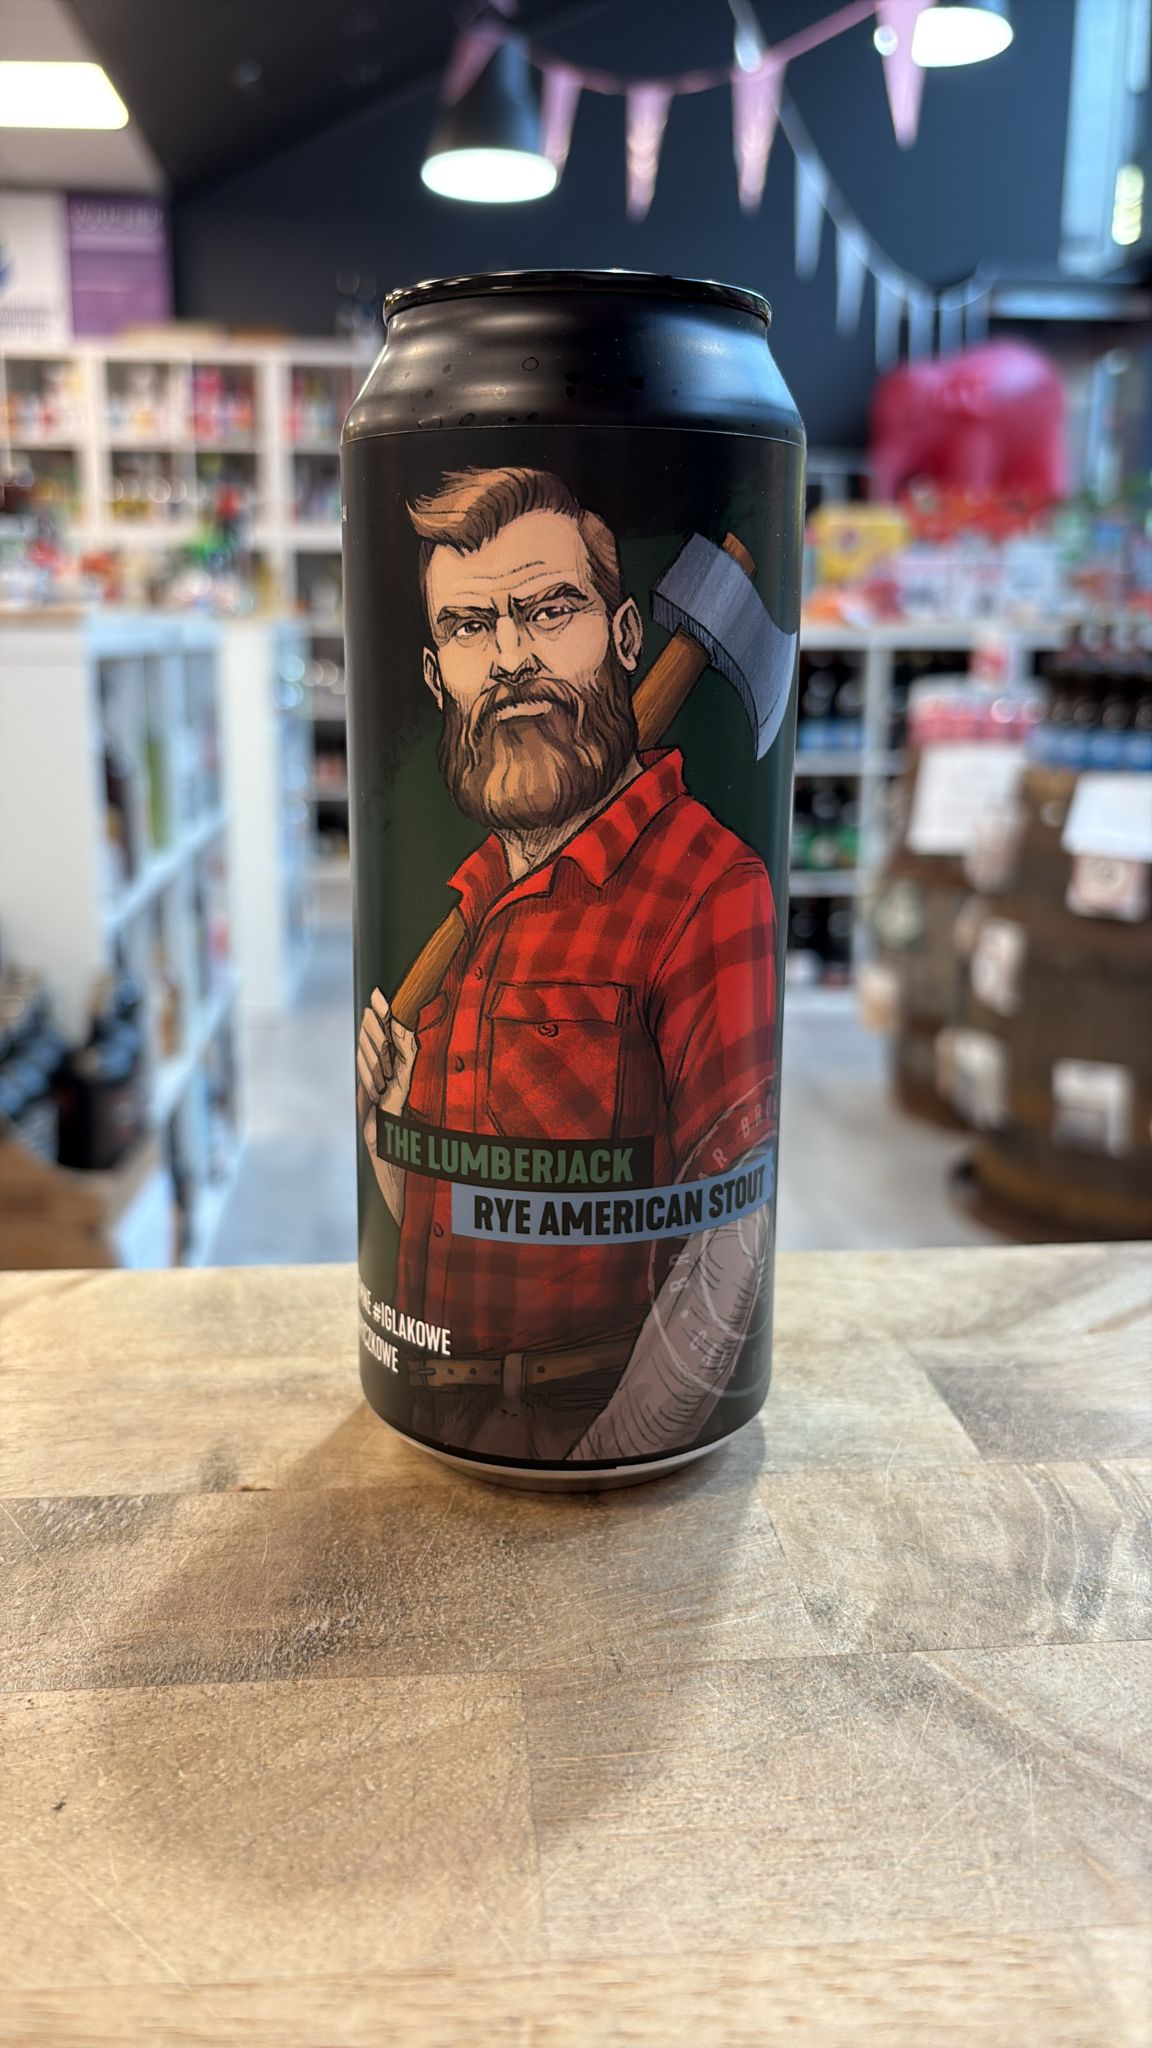 THE LUMBERJACK
RYE AMERICAN STOUT
#IGLAKOWE